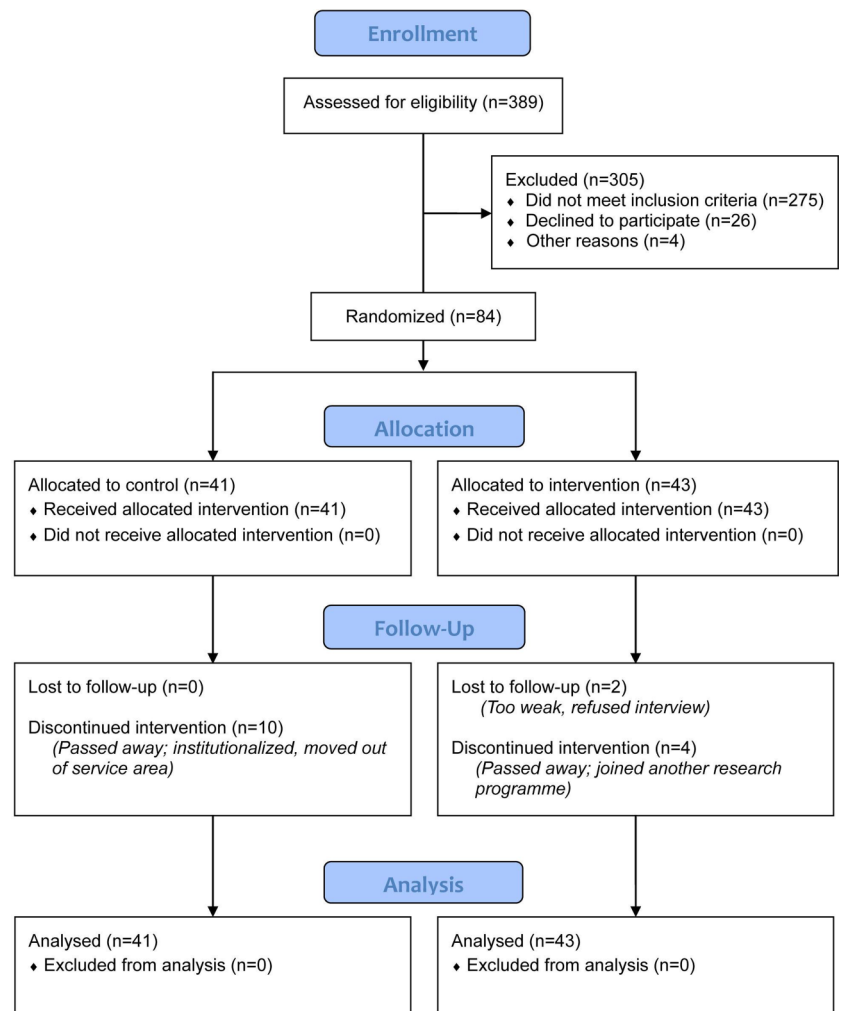 Enrollment
Assessed for eligibility (n=389)
Excluded (n=305)
♦ Did not meet inclusion criteria (n=275)
♦ Declined to participate (n=26)
♦ Other reasons (n=4)
Randomized (n=84)
Allocation
Allocated to control (n=41)
♦ Received allocated intervention (n=41)
♦ Did not receive allocated intervention (n=0)
Allocated to intervention (n=43)
♦ Received allocated intervention (n=43)
♦ Did not receive allocated intervention (n=0)
Follow-Up
Lost to follow-up (n=0)
Discontinued intervention (n=10)
(Passed away; institutionalized, moved out
of service area)
Lost to follow-up (n=2)
(Too weak, refused interview)
Discontinued intervention (n=4)
(Passed away; joined another research
programme)
Analysis
Analysed (n=41)
♦ Excluded from analysis (n=0)
Analysed (n=43)
♦ Excluded from analysis (n=0)